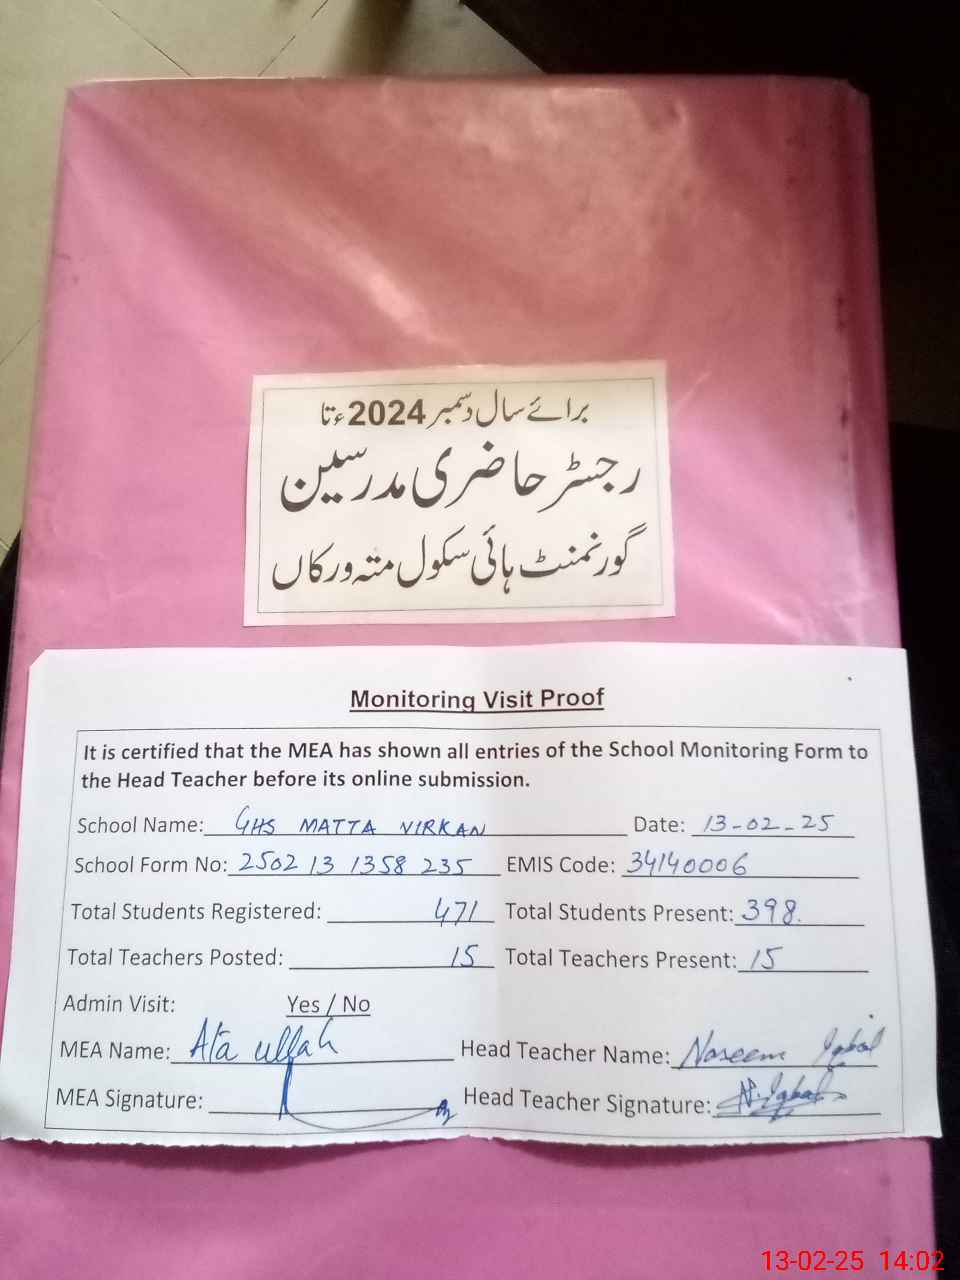 برائے سال دسمبر 2024ء تا
رجسٹر حاضری مدرسین
گورنمنٹ ہائی سکول متہ ورکاں
Monitoring Visit Proof
It is certified that the MEA has shown all entries of the School Monitoring Form to
the Head Teacher before its online submission.
School Name: GHS MATTA VIRKAN Date: 13-02-25
School Form No: 2502 13 1358 235 EMIS Code: 34140006
Total Students Registered: 471 Total Students Present: 398.
Total Teachers Posted: 15 Total Teachers Present: 15
Admin Visit: Yes / No
MEA Name: Ata ullah Head Teacher Name: Naseem Iqbal
MEA Signature: Head Teacher Signature: N. Iqbal
13-02-25 14:02